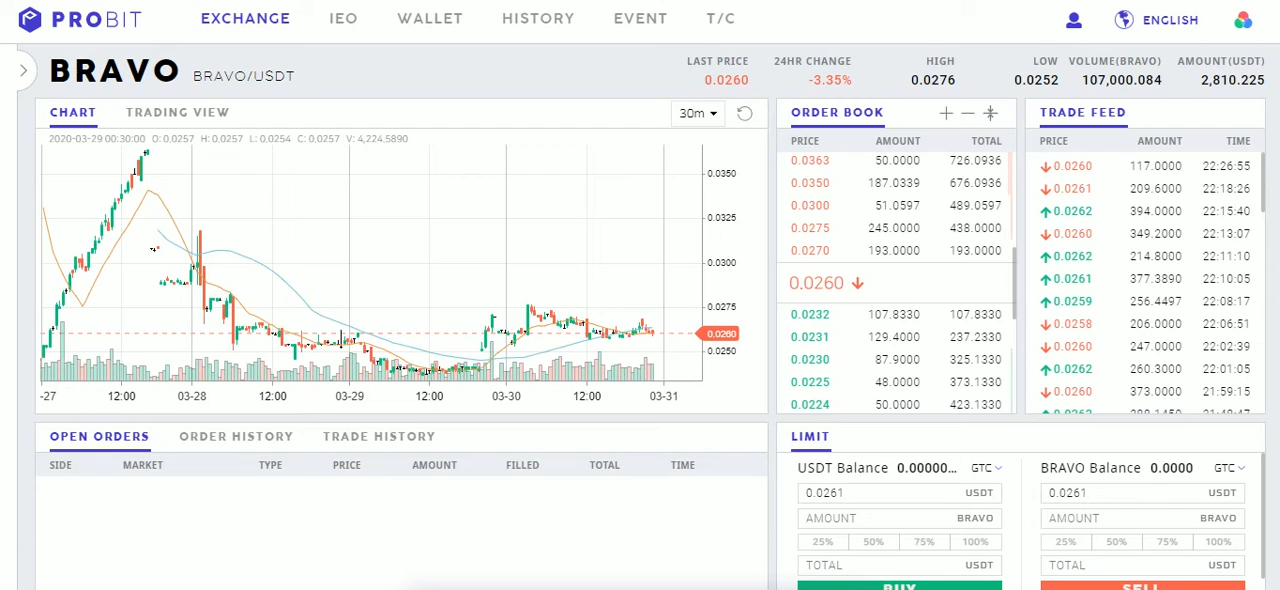 PROBIT EXCHANGE IEO WALLET HISTORY EVENT T/C ENGLISH
BRAVO BRAVO/USDT
LAST PRICE 24HR CHANGE HIGH LOW VOLUME(BRAVO) AMOUNT(USDT)
0.0260 -3.35% 0.0276 0.0252 107,000.084 2,810.225
CHART TRADING VIEW 30m
2020-03-29 00:30:00 O: 0.0257 H: 0.0257 L: 0.0254 C: 0.0257 V: 4,224.5890
0.0350
0.0325
0.0300
0.0275
0.0260
0.0250
-27 12:00 03-28 12:00 03-29 12:00 03-30 12:00 03-31
ORDER BOOK
PRICE AMOUNT TOTAL
0.0363 50.0000 726.0936
0.0350 187.0339 676.0936
0.0300 51.0597 489.0597
0.0275 245.0000 438.0000
0.0270 193.0000 193.0000
0.0260
0.0232 107.8330 107.8330
0.0231 129.4000 237.2330
0.0230 87.9000 325.1330
0.0225 48.0000 373.1330
0.0224 50.0000 423.1330
TRADE FEED
PRICE AMOUNT TIME
0.0260 117.0000 22:26:55
0.0261 209.6000 22:18:26
0.0262 394.0000 22:15:40
0.0260 349.2000 22:13:07
0.0262 214.8000 22:11:10
0.0261 377.3890 22:10:05
0.0259 256.4497 22:08:17
0.0258 206.0000 22:06:51
0.0260 247.0000 22:02:39
0.0262 260.3000 22:01:05
0.0260 373.0000 21:59:15
OPEN ORDERS ORDER HISTORY TRADE HISTORY
SIDE MARKET TYPE PRICE AMOUNT FILLED TOTAL TIME
LIMIT
USDT Balance 0.00000... GTC
0.0261 USDT
AMOUNT BRAVO
25% 50% 75% 100%
TOTAL USDT
BUY
BRAVO Balance 0.0000 GTC
0.0261 USDT
AMOUNT BRAVO
25% 50% 75% 100%
TOTAL USDT
SELL